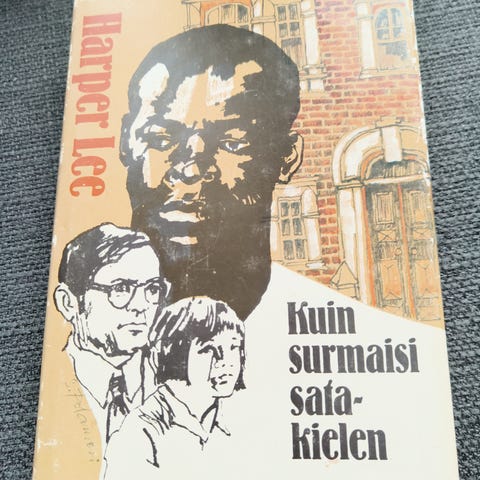 Harper Lee
Kuin
surmaisi
sata-
kielen